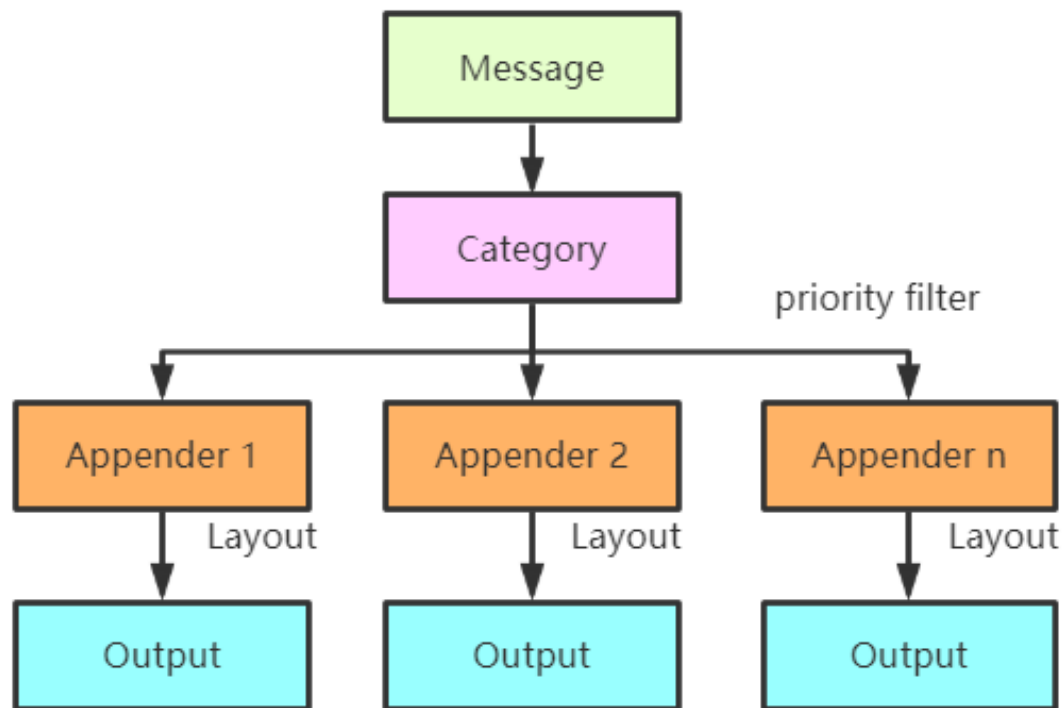 Message
Category
priority filter
Appender 1
Appender 2
Appender n
Layout
Layout
Layout
Output
Output
Output